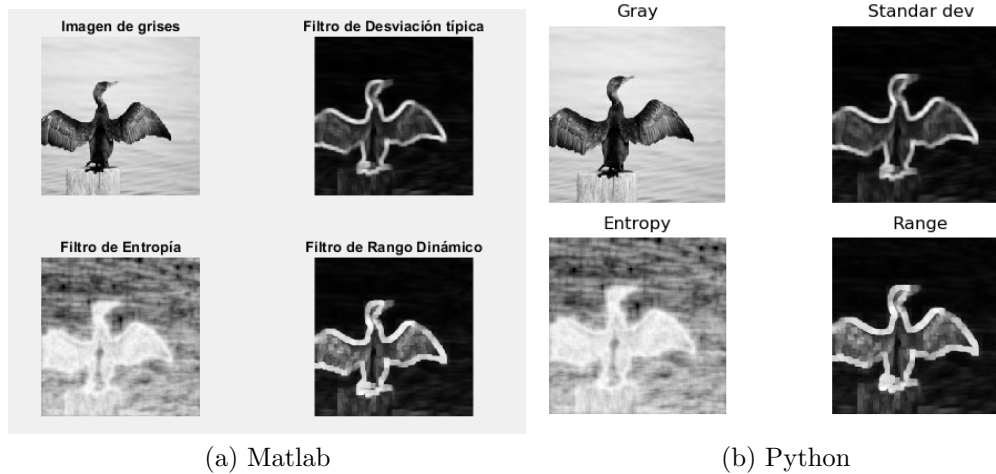 Imagen de grises
Filtro de Desviación típica
Filtro de Entropía
Filtro de Rango Dinámico
(a) Matlab
Gray
Standar dev
Entropy
Range
(b) Python